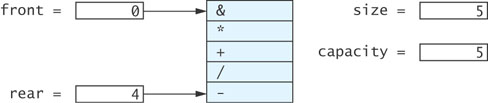 front = 0 & size = 5
*
+ capacity = 5
/
rear = 4 -